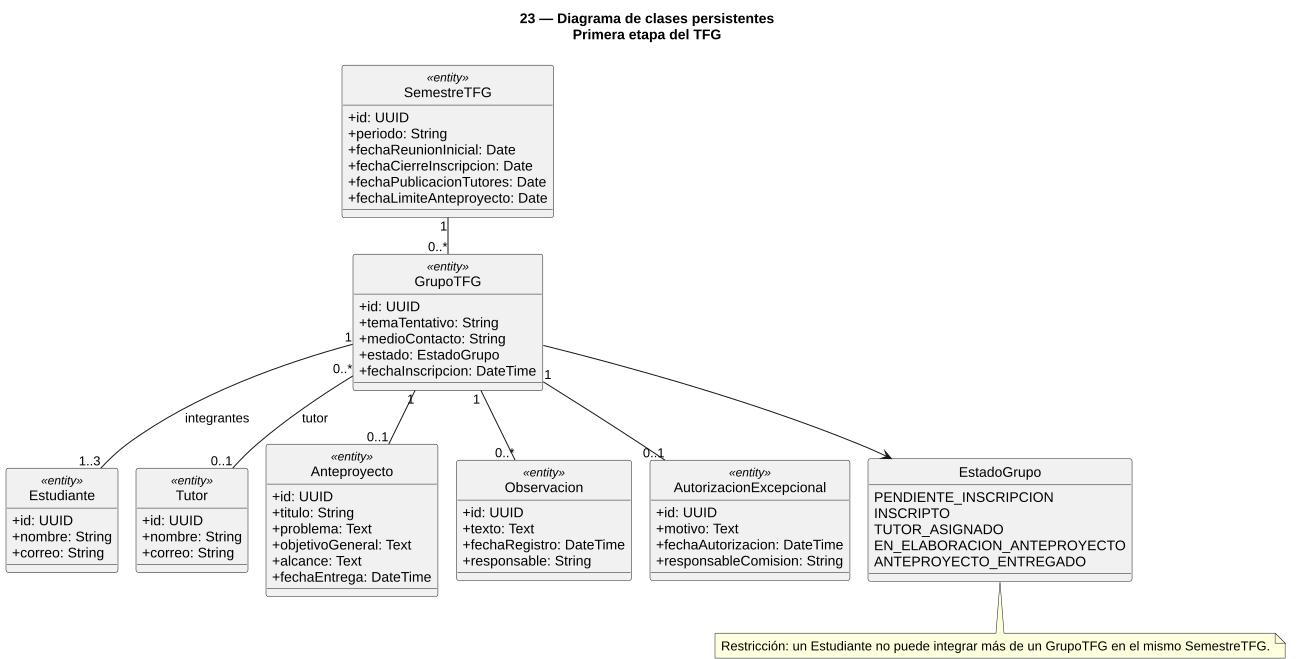 23 — Diagrama de clases persistentes
Primera etapa del TFG
«entity»
SemestreTFG
+id: UUID
+periodo: String
+fechaReunionInicial: Date
+fechaCierreInscripcion: Date
+fechaPublicacionTutores: Date
+fechaLimiteAnteproyecto: Date
1
0..*
«entity»
GrupoTFG
+id: UUID
+temaTentativo: String
+medioContacto: String
+estado: EstadoGrupo
+fechaInscripcion: DateTime
1
0..*
1
1
1
integrantes
tutor
1..3
0..1
0..1
0..*
0..1
«entity»
Estudiante
+id: UUID
+nombre: String
+correo: String
«entity»
Tutor
+id: UUID
+nombre: String
+correo: String
«entity»
Anteproyecto
+id: UUID
+titulo: String
+problema: Text
+objetivoGeneral: Text
+alcance: Text
+fechaEntrega: DateTime
«entity»
Observacion
+id: UUID
+texto: Text
+fechaRegistro: DateTime
+responsable: String
«entity»
AutorizacionExcepcional
+id: UUID
+motivo: Text
+fechaAutorizacion: DateTime
+responsableComision: String
EstadoGrupo
PENDIENTE_INSCRIPCION
INSCRIPTO
TUTOR_ASIGNADO
EN_ELABORACION_ANTEPROYECTO
ANTEPROYECTO_ENTREGADO
Restricción: un Estudiante no puede integrar más de un GrupoTFG en el mismo SemestreTFG.